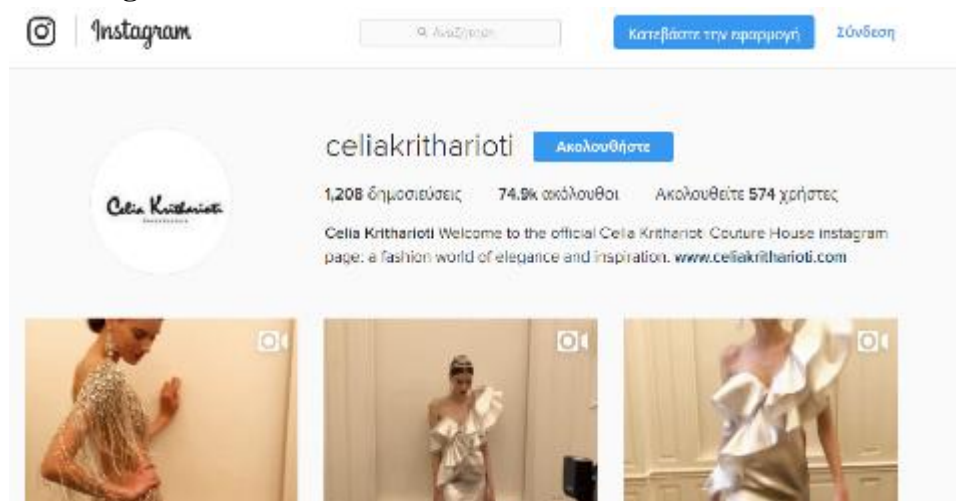 Instagram
Αναζήτηση
Κατεβάστε την εφαρμογή
Σύνδεση
celiakritharioti
Ακολουθήστε
1,208 δημοσιεύσεις 74.9k ακόλουθοι Ακολουθείτε 574 χρήστες
Celia Kritharioti
Celia Kritharioti Welcome to the official Celia Kritharioti Couture House instagram
page: a fashion world of elegance and inspiration. www.celiakritharioti.com